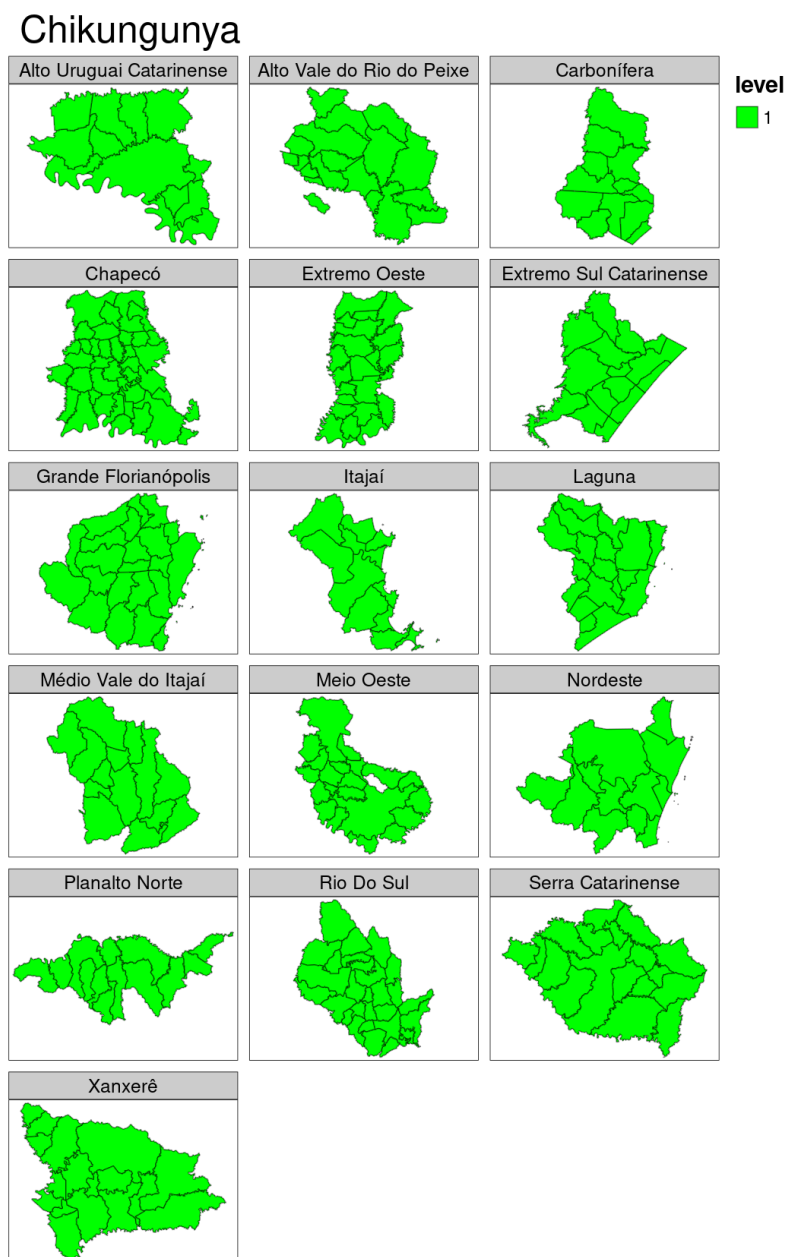 Chikungunya
Alto Uruguai Catarinense
Alto Vale do Rio do Peixe
Carbonífera
level
1
Chapecó
Extremo Oeste
Extremo Sul Catarinense
Grande Florianópolis
Itajaí
Laguna
Médio Vale do Itajaí
Meio Oeste
Nordeste
Planalto Norte
Rio Do Sul
Serra Catarinense
Xanxerê